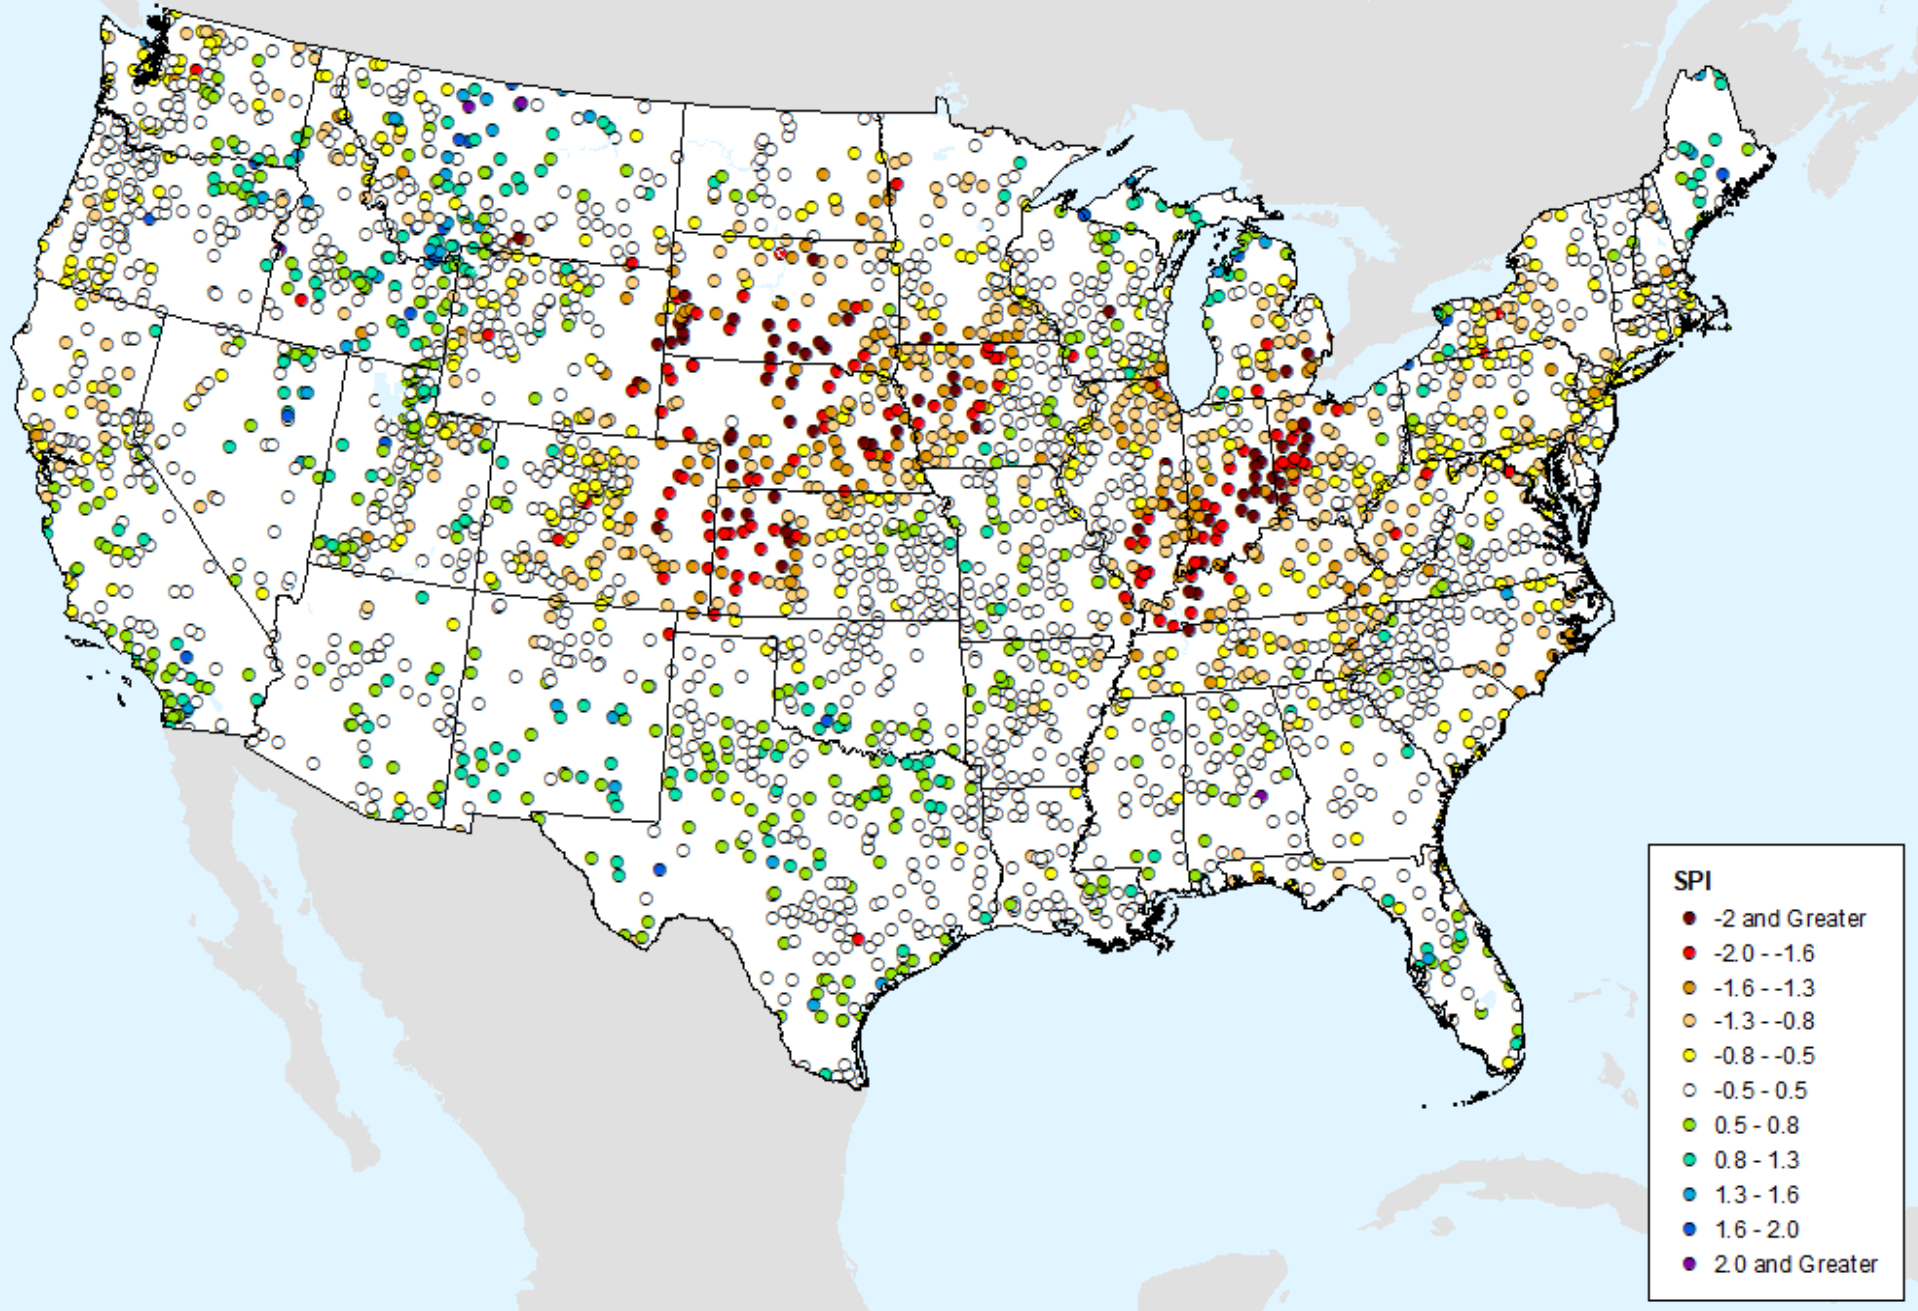 SPI
-2 and Greater
-2.0 - -1.6
-1.6 - -1.3
-1.3 - -0.8
-0.8 - -0.5
-0.5 - 0.5
0.5 - 0.8
0.8 - 1.3
1.3 - 1.6
1.6 - 2.0
2.0 and Greater